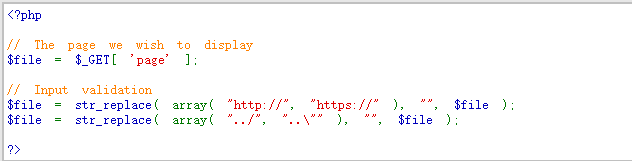 <?php
// The page we wish to display
$file = $_GET[ 'page' ];
// Input validation
$file = str_replace( array( "http://", "https://" ), "", $file );
$file = str_replace( array( "../", "..\"" ), "", $file );
?>